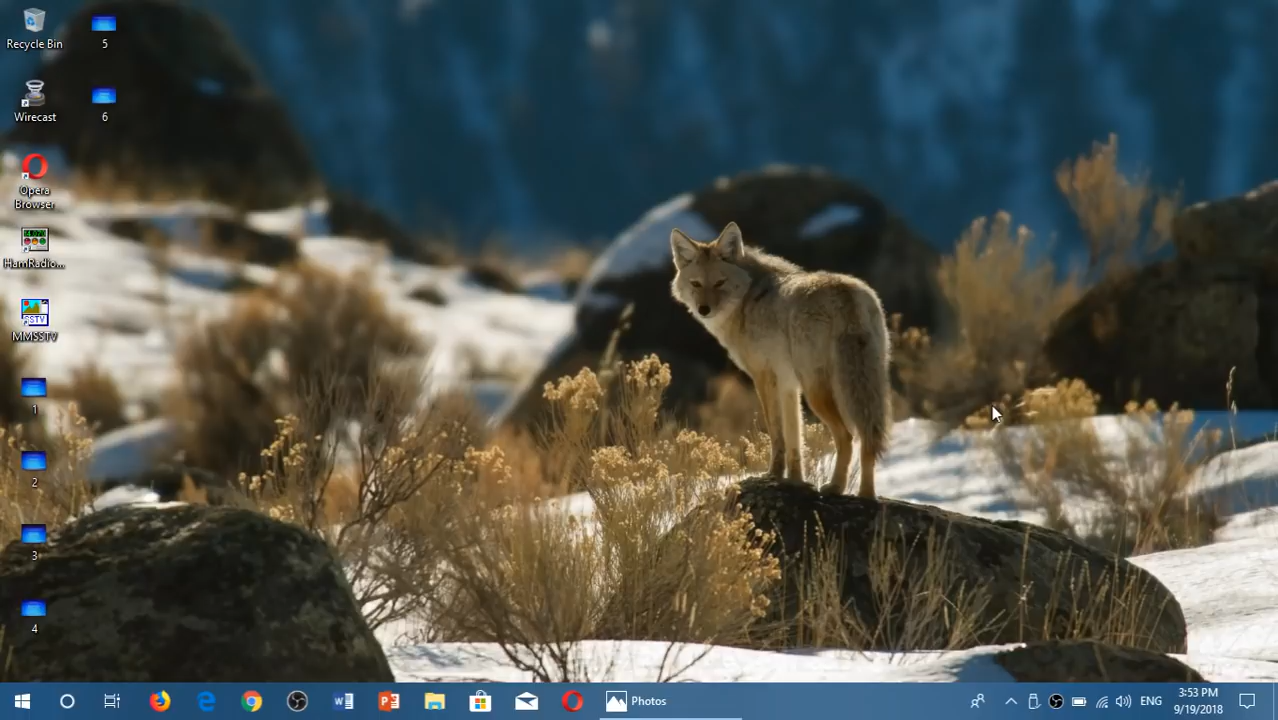 Recycle Bin
5
Wirecast
6
Opera
Browser
HamRadio...
SSTV
MMSSTV
1
2
3
4
Photos
ENG
3:53 PM
9/19/2018